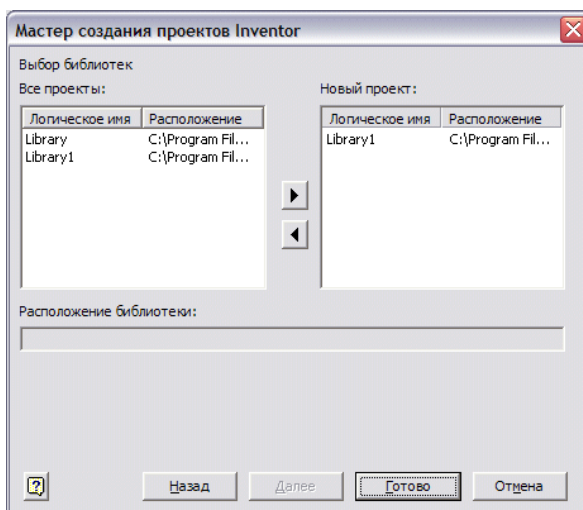 Мастер создания проектов Inventor
Выбор библиотек
Все проекты:
Новый проект:
Логическое имя Расположение
Логическое имя Расположение
Library C:\Program Fil...
Library1 C:\Program Fil...
Library1 C:\Program Fil...
Расположение библиотеки:
Назад
Далее
Готово
Отмена